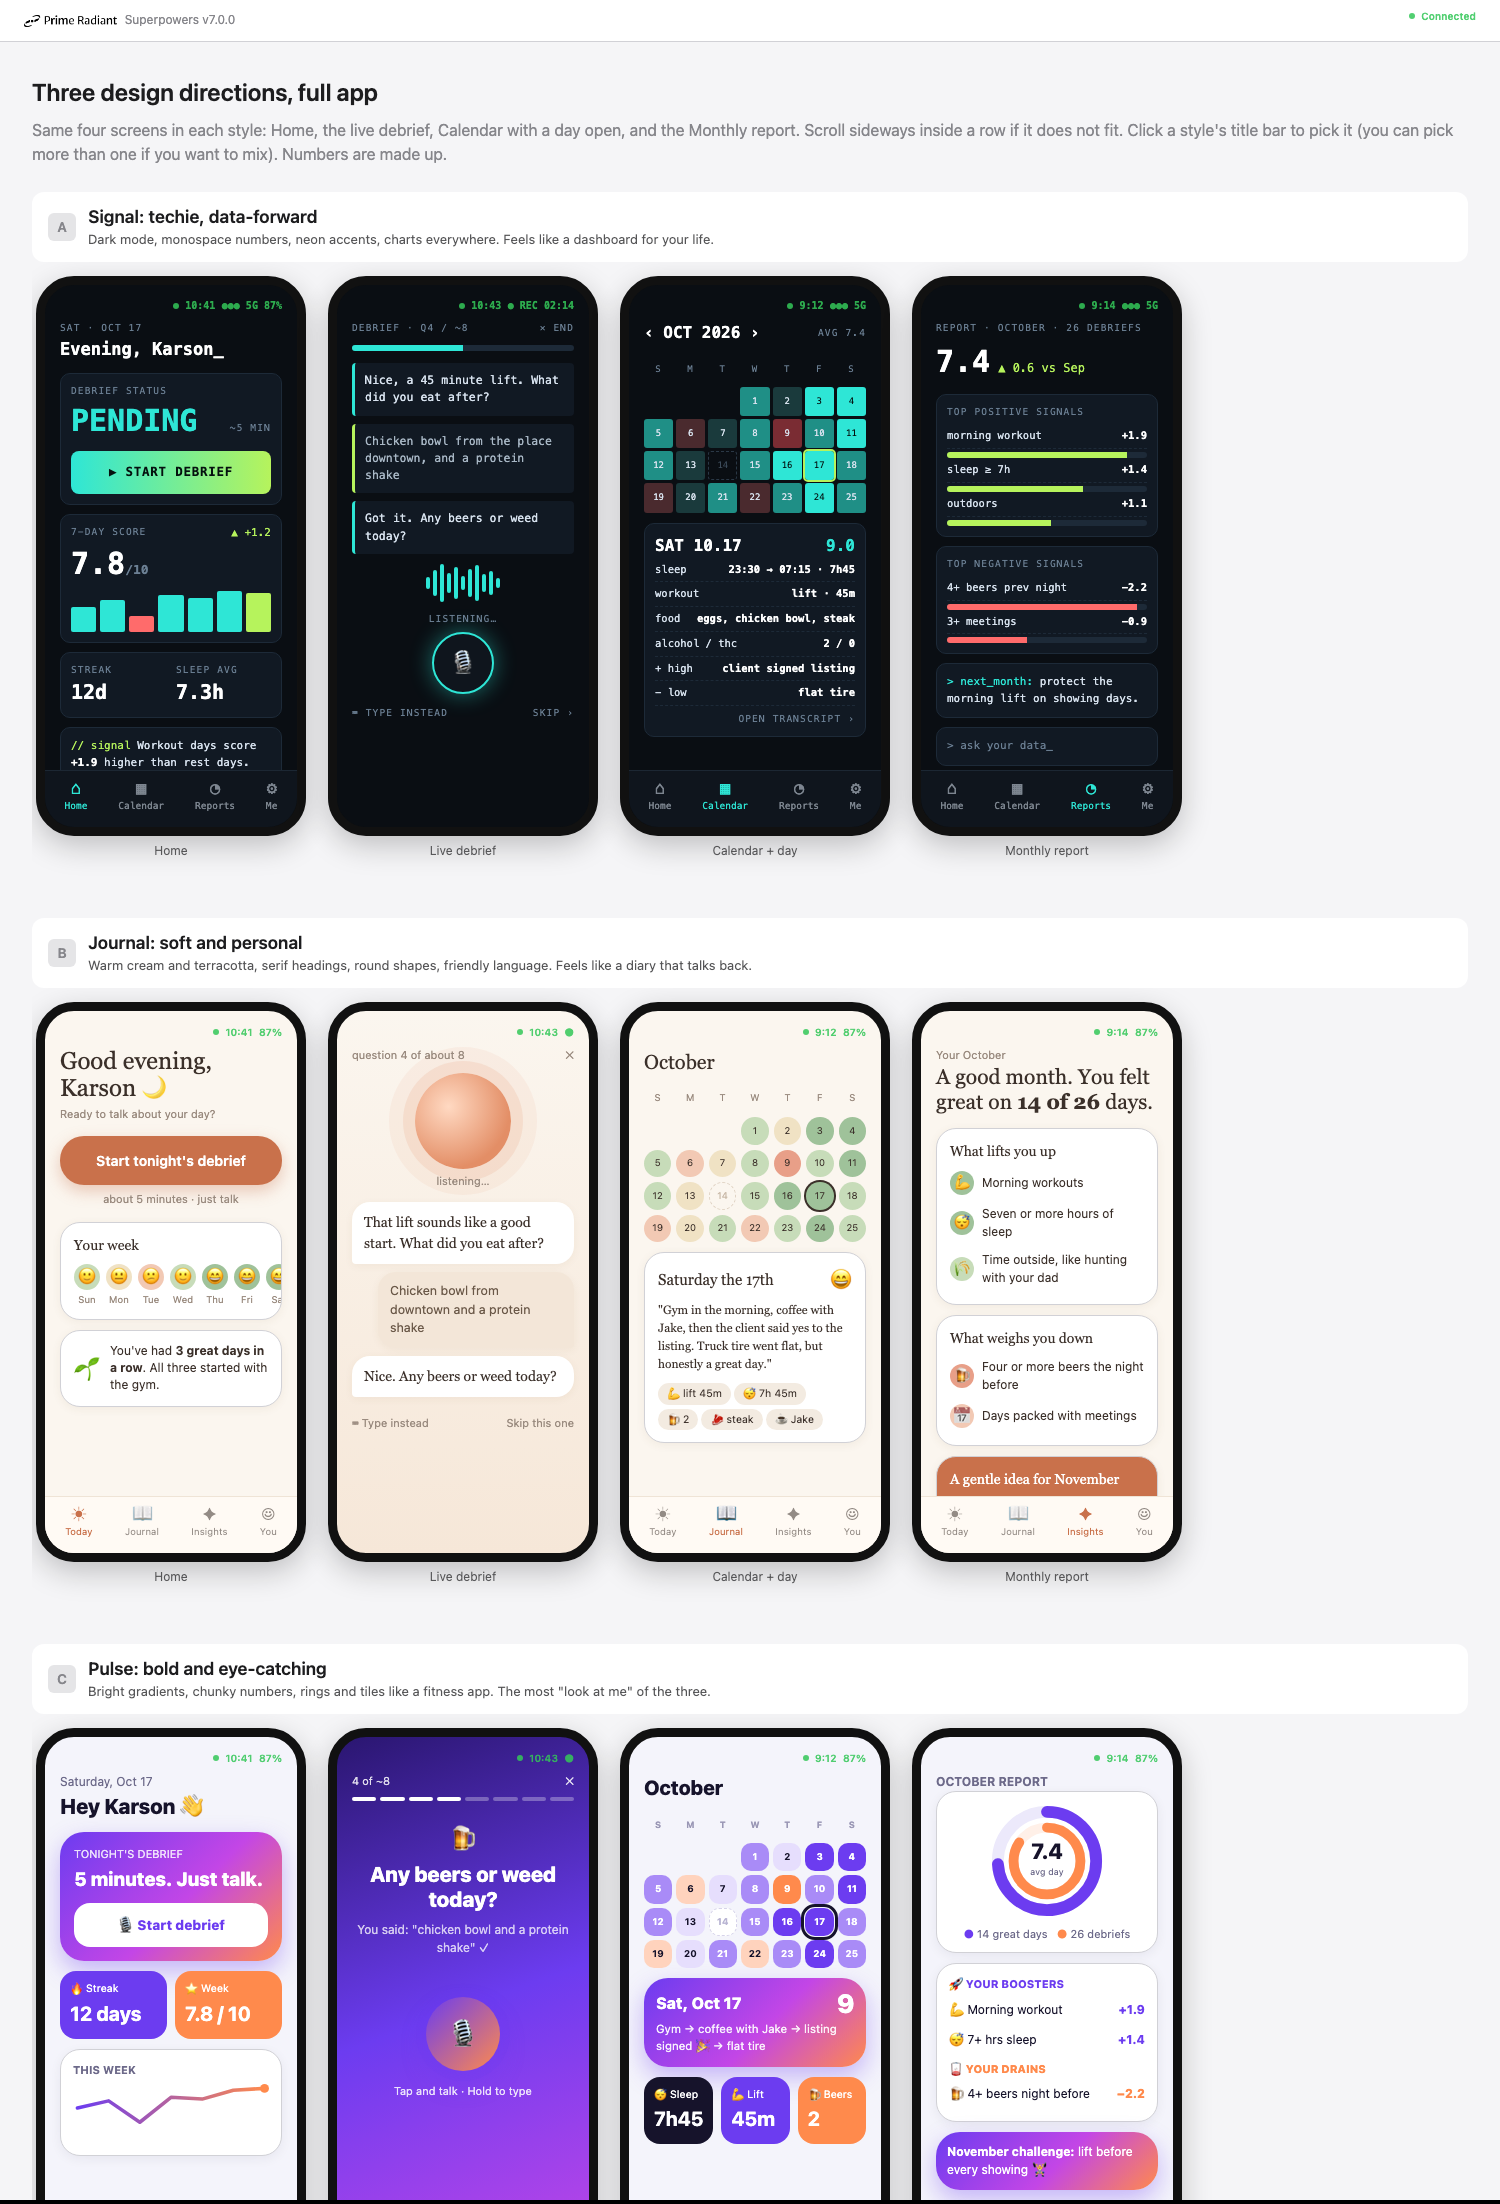 Prime Radiant Superpowers v7.0.0
Connected
Three design directions, full app
Same four screens in each style: Home, the live debrief, Calendar with a day open, and the Monthly report. Scroll sideways inside a row if it does not fit. Click a style's title bar to pick it (you can pick
more than one if you want to mix). Numbers are made up.
A
Signal: techie, data-forward
Dark mode, monospace numbers, neon accents, charts everywhere. Feels like a dashboard for your life.
10:41 5G 87%
SAT · OCT 17
Evening, Karson_
DEBRIEF STATUS
PENDING ~5 MIN
▶ START DEBRIEF
7-DAY SCORE ▲ +1.2
7.8/10
STREAK SLEEP AVG
12d 7.3h
// signal Workout days score
+1.9 higher than rest days.
Home Calendar Reports Me
Home
10:43 ● REC 02:14
DEBRIEF · Q4 / ~8 × END
Nice, a 45 minute lift. What
did you eat after?
Chicken bowl from the place
downtown, and a protein
shake
Got it. Any beers or weed
today?
LISTENING…
TYPE INSTEAD SKIP ›
Live debrief
9:12 5G
‹ OCT 2026 › AVG 7.4
S M T W T F S
1 2 3 4
5 6 7 8 9 10 11
12 13 14 15 16 17 18
19 20 21 22 23 24 25
SAT 10.17 9.0
sleep 23:30 → 07:15 · 7h45
workout lift · 45m
food eggs, chicken bowl, steak
alcohol / thc 2 / 0
+ high client signed listing
− low flat tire
OPEN TRANSCRIPT ›
Home Calendar Reports Me
Calendar + day
9:14 5G
REPORT · OCTOBER · 26 DEBRIEFS
7.4 ▲ 0.6 vs Sep
TOP POSITIVE SIGNALS
morning workout +1.9
sleep ≥ 7h +1.4
outdoors +1.1
TOP NEGATIVE SIGNALS
4+ beers prev night −2.2
3+ meetings −0.9
> next_month: protect the
morning lift on showing days.
> ask your data_
Home Calendar Reports Me
Monthly report
B
Journal: soft and personal
Warm cream and terracotta, serif headings, round shapes, friendly language. Feels like a diary that talks back.
10:41 87%
Good evening,
Karson 🌙
Ready to talk about your day?
Start tonight's debrief
about 5 minutes · just talk
Your week
Sun Mon Tue Wed Thu Fri Sa
You've had 3 great days in
a row. All three started with
the gym.
Today Journal Insights You
Home
10:43
question 4 of about 8 ×
listening…
That lift sounds like a good
start. What did you eat after?
Chicken bowl from
downtown and a protein
shake
Nice. Any beers or weed today?
Type instead Skip this one
Live debrief
9:12 87%
October
S M T W T F S
1 2 3 4
5 6 7 8 9 10 11
12 13 14 15 16 17 18
19 20 21 22 23 24 25
Saturday the 17th 😄
"Gym in the morning, coffee with
Jake, then the client said yes to the
listing. Truck tire went flat, but
honestly a great day."
💪 lift 45m 😴 7h 45m
🍺 2 🥩 steak ☕ Jake
Today Journal Insights You
Calendar + day
9:14 87%
Your October
A good month. You felt
great on 14 of 26 days.
What lifts you up
Morning workouts
Seven or more hours of
sleep
Time outside, like hunting
with your dad
What weighs you down
Four or more beers the night
before
Days packed with meetings
A gentle idea for November
Today Journal Insights You
Monthly report
C
Pulse: bold and eye-catching
Bright gradients, chunky numbers, rings and tiles like a fitness app. The most "look at me" of the three.
10:41 87%
Saturday, Oct 17
Hey Karson 👋
TONIGHT'S DEBRIEF
5 minutes. Just talk.
🎙️ Start debrief
🔥 Streak ⭐ Week
12 days 7.8 / 10
THIS WEEK
10:43
4 of ~8 ×
Any beers or weed
today?
You said: "chicken bowl and a protein
shake" ✓
Tap and talk · Hold to type
9:12 87%
October
S M T W T F S
1 2 3 4
5 6 7 8 9 10 11
12 13 14 15 16 17 18
19 20 21 22 23 24 25
Sat, Oct 17 9
Gym → coffee with Jake → listing
signed 🎉 → flat tire
😴 Sleep 💪 Lift 🍺 Beers
7h45 45m 2
9:14 87%
OCTOBER REPORT
7.4
avg day
14 great days 26 debriefs
🚀 YOUR BOOSTERS
💪 Morning workout +1.9
😴 7+ hrs sleep +1.4
YOUR DRAINS
🍺 4+ beers night before −2.2
November challenge: lift before
every showing 🏋️